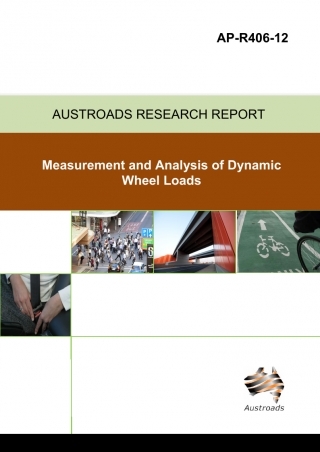 AP-R406-12
AUSTROADS RESEARCH REPORT
Measurement and Analysis of Dynamic
Wheel Loads
Austroads